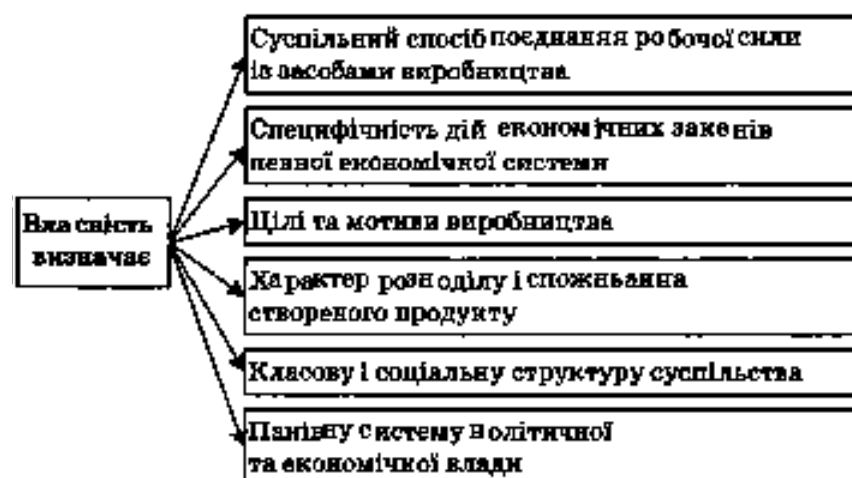 Суспільний спосіб поєднання робочої сили
із засобами виробництва
Специфічність дій економічних законів
певної економічної системи
Власність
визначає
Цілі та мотиви виробництва
Характер розподілу і споживання
створеного продукту
Класову і соціальну структуру суспільства
Панівну систему політичної
та економічної влади